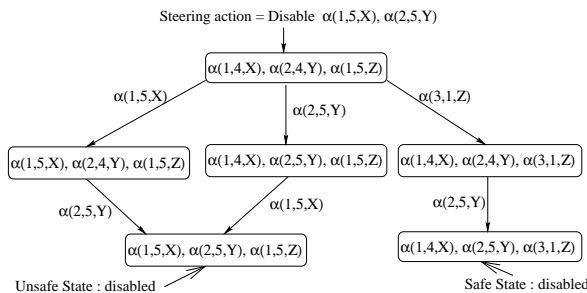 Steering action = Disable α(1,5,X), α(2,5,Y)
α(1,4,X), α(2,4,Y), α(1,5,Z)
α(1,5,X)
α(2,5,Y)
α(3,1,Z)
α(1,5,X), α(2,4,Y), α(1,5,Z)
α(1,4,X), α(2,5,Y), α(1,5,Z)
α(1,4,X), α(2,4,Y), α(3,1,Z)
α(2,5,Y)
α(1,5,X)
α(2,5,Y)
α(1,5,X), α(2,5,Y), α(1,5,Z)
α(1,4,X), α(2,5,Y), α(3,1,Z)
Unsafe State : disabled
Safe State : disabled